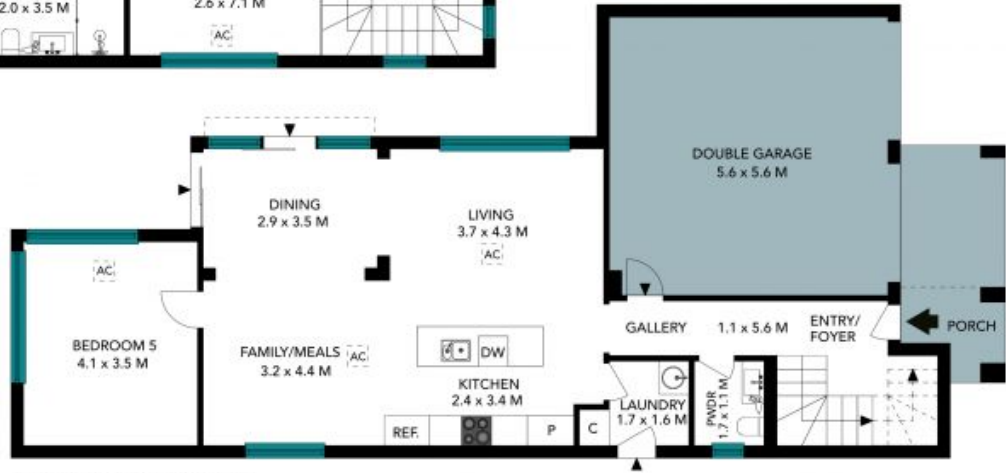 2.0 x 3.5 M
2.6 x 7.1 M
AC
DOUBLE GARAGE
5.6 x 5.6 M
DINING
2.9 x 3.5 M
LIVING
3.7 x 4.3 M
AC
AC
BEDROOM 5
4.1 x 3.5 M
FAMILY/MEALS
3.2 x 4.4 M
AC
DW
KITCHEN
2.4 x 3.4 M
REF.
P
C
GALLERY
1.1 x 5.6 M
ENTRY/
FOYER
PORCH
LAUNDRY
1.7 x 1.6 M
PWDR
1.7 x 1.1 M